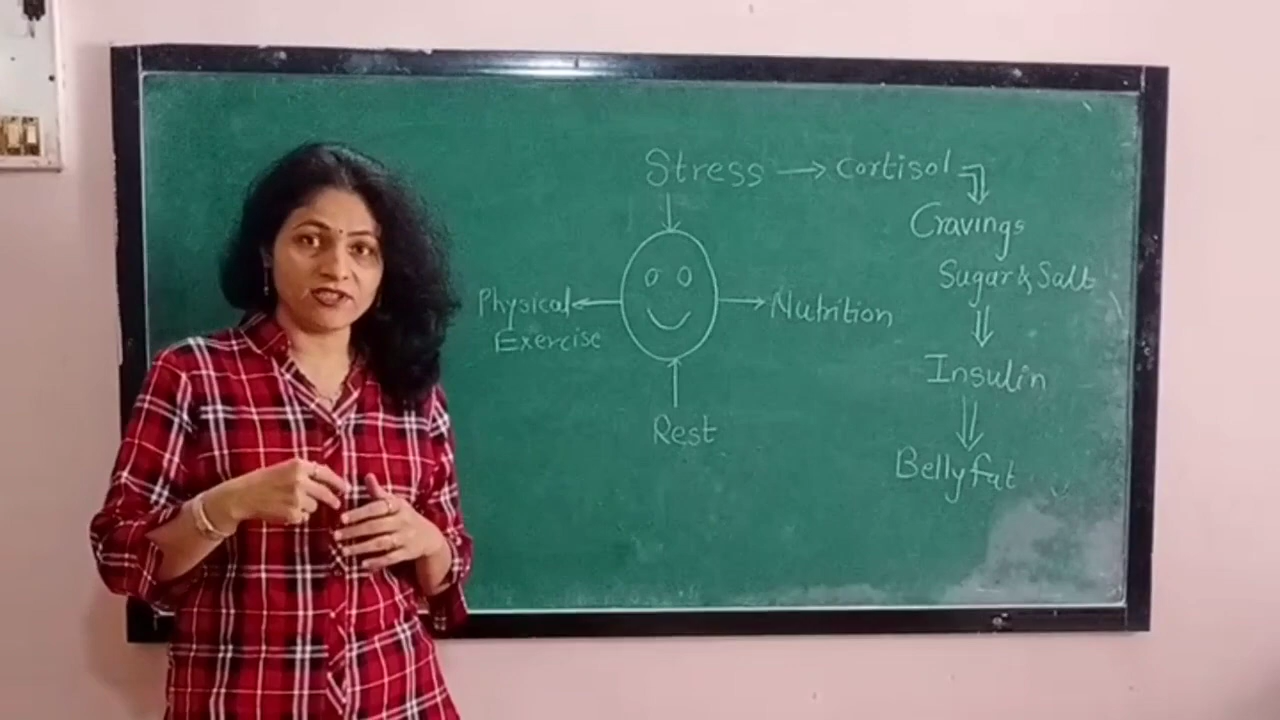 Stress → cortisol
Cravings
Sugar & Salt
Physical
Exercise
Nutrition
Insulin
Rest
Bellyfat